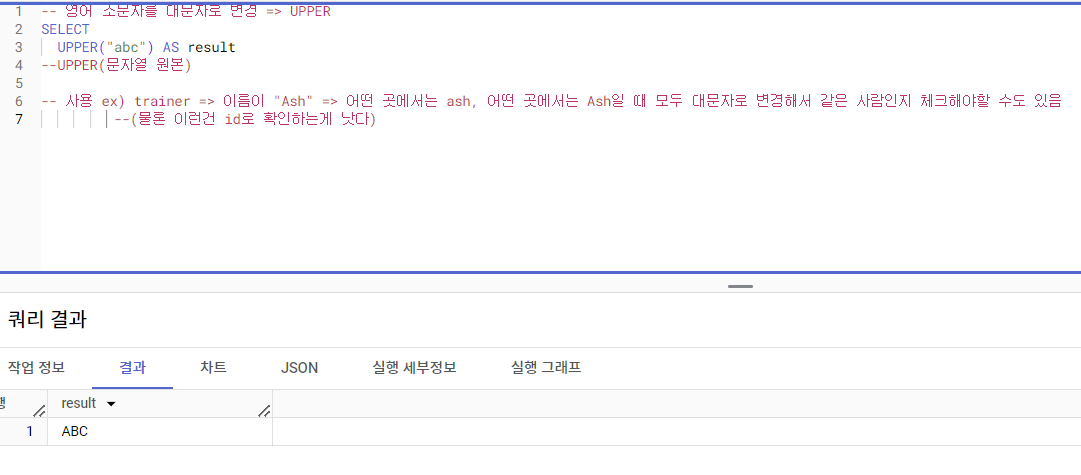 1 -- 영어 소문자를 대문자로 변경 => UPPER
2 SELECT
3 UPPER("abc") AS result
4 --UPPER(문자열 원본)
5
6 -- 사용 ex) trainer => 이름이 "Ash" => 어떤 곳에서는 ash, 어떤 곳에서는 Ash일 때 모두 대문자로 변경해서 같은 사람인지 체크해야할 수도 있음
7 --(물론 이런건 id로 확인하는게 낫다)
쿼리 결과
작업 정보 결과 차트 JSON 실행 세부정보 실행 그래프
행 result
1 ABC